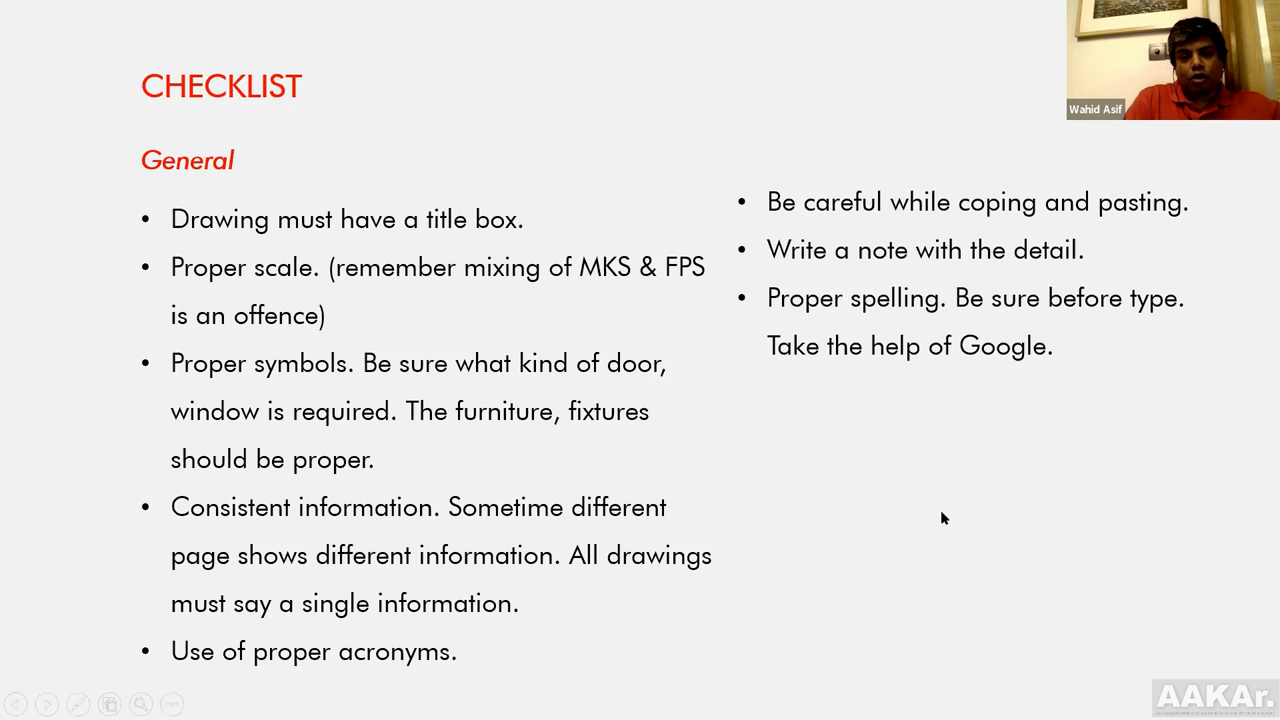 CHECKLIST
General
• Drawing must have a title box.
• Proper scale. (remember mixing of MKS & FPS
is an offence)
• Proper symbols. Be sure what kind of door,
window is required. The furniture, fixtures
should be proper.
• Consistent information. Sometime different
page shows different information. All drawings
must say a single information.
• Use of proper acronyms.
• Be careful while coping and pasting.
• Write a note with the detail.
• Proper spelling. Be sure before type.
Take the help of Google.
Wahid Asif
AAKAr.